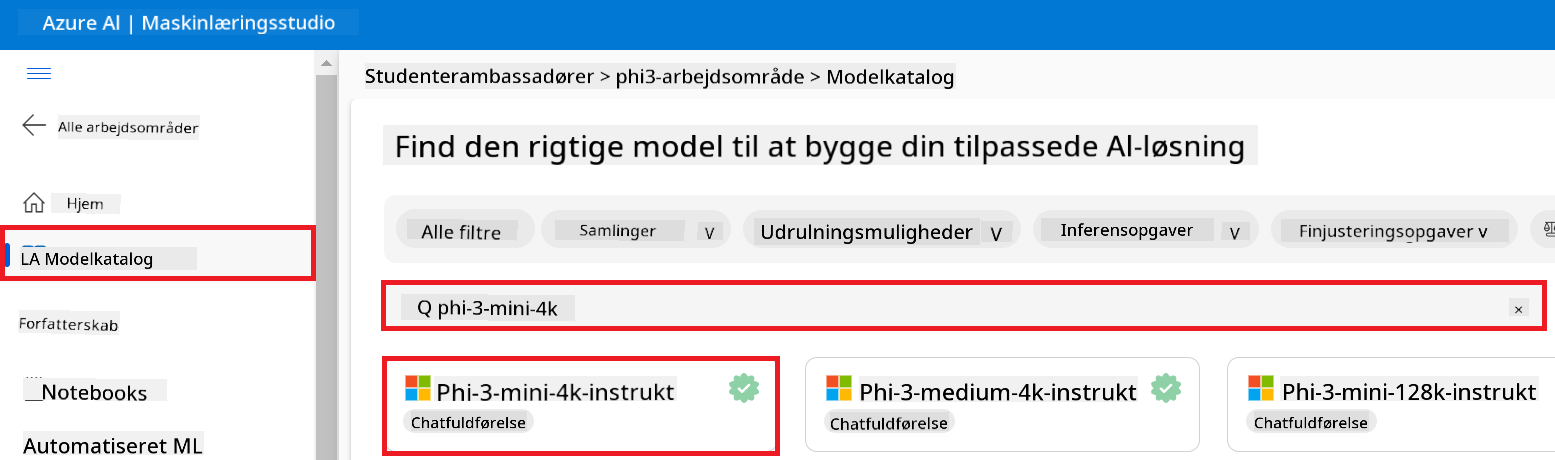 Azure AI | Maskinlæringsstudio
Studenterambassadører > phi3-arbejdsområde > Modelkatalog
Alle arbejdsområder
Find den rigtige model til at bygge din tilpassede AI-løsning
Hjem
Alle filtre Samlinger v Udrulningsmuligheder v Inferensopgaver v Finjusteringsopgaver v
LA Modelkatalog
Q phi-3-mini-4k ×
Forfatterskab
Notebooks
Automatiseret ML
Phi-3-mini-4k-instrukt
Chatfuldførelse
Phi-3-medium-4k-instrukt
Chatfuldførelse
Phi-3-mini-128k-instrukt
Chatfuldførelse